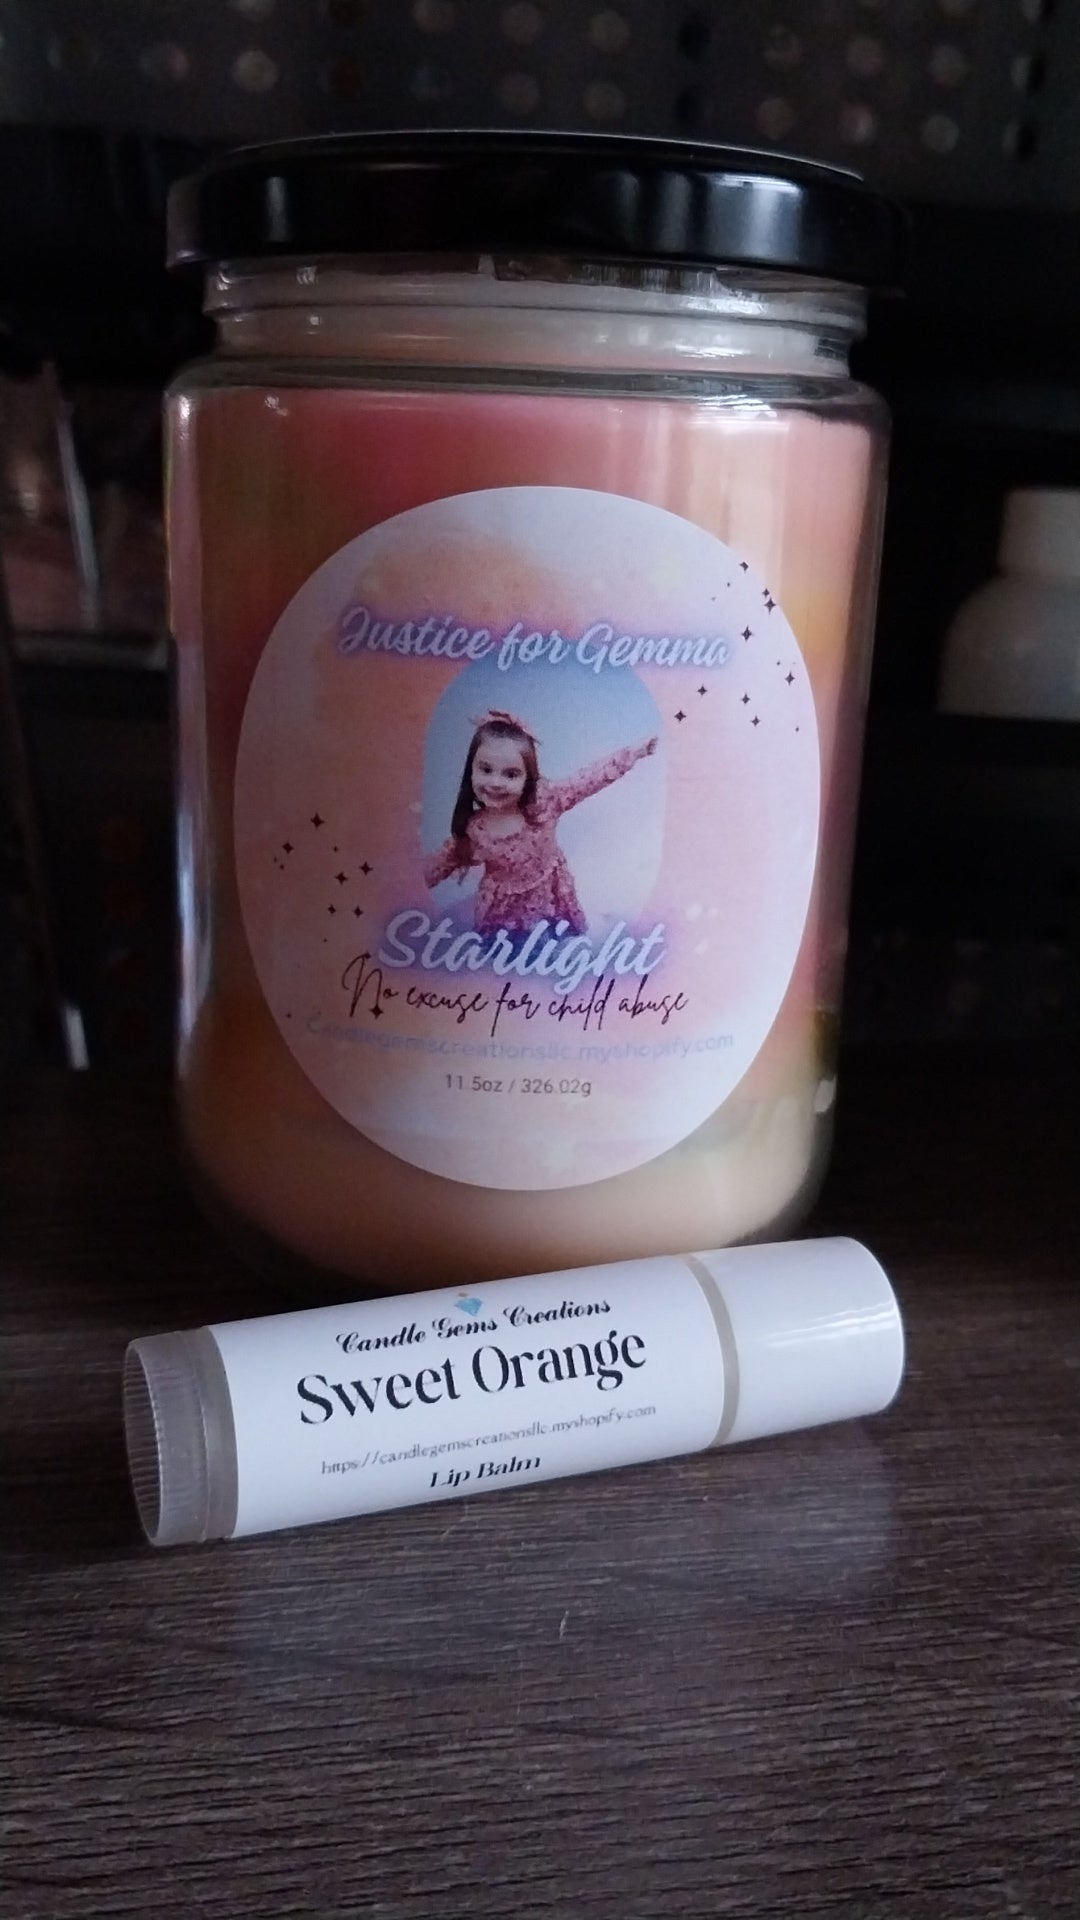 Justice for Gemma
Starlight
No excuse for child abuse
Candlegemscreationsllc.myshopify.com
11.5oz / 326.02g
Candle Gems Creations
Sweet Orange
https://candlegemscreationsllc.myshopify.com
Lip Balm